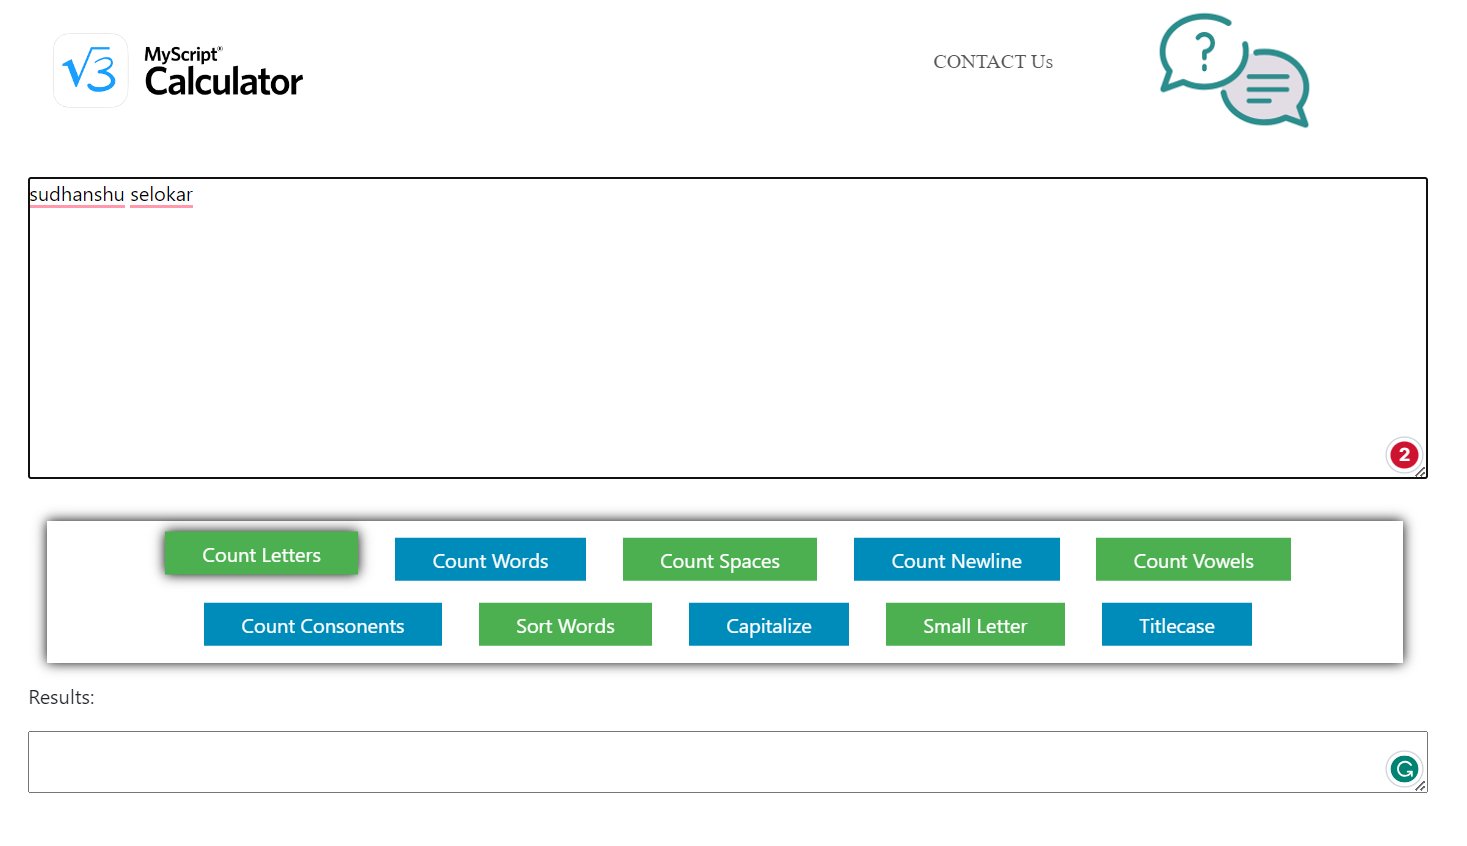 √3 MyScript®
Calculator
CONTACT Us
?
sudhanshu selokar
2
Count Letters Count Words Count Spaces Count Newline Count Vowels
Count Consonents Sort Words Capitalize Small Letter Titlecase
Results:
G